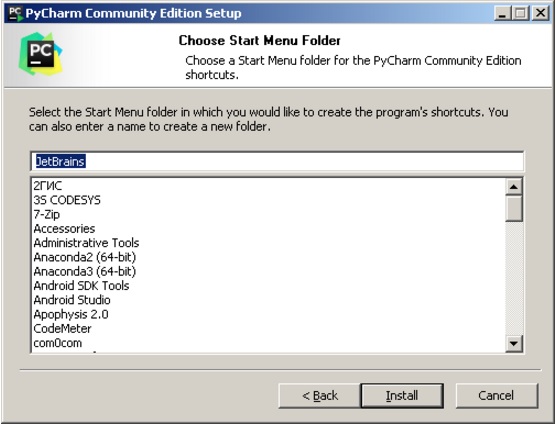 PyCharm Community Edition Setup
PC
Choose Start Menu Folder
Choose a Start Menu folder for the PyCharm Community Edition
shortcuts.
Select the Start Menu folder in which you would like to create the program's shortcuts. You
can also enter a name to create a new folder.
JetBrains
2ГИС
3S CODESYS
7-Zip
Accessories
Administrative Tools
Anaconda2 (64-bit)
Anaconda3 (64-bit)
Android SDK Tools
Android Studio
Apophysis 2.0
CodeMeter
com0com
< Back Install Cancel